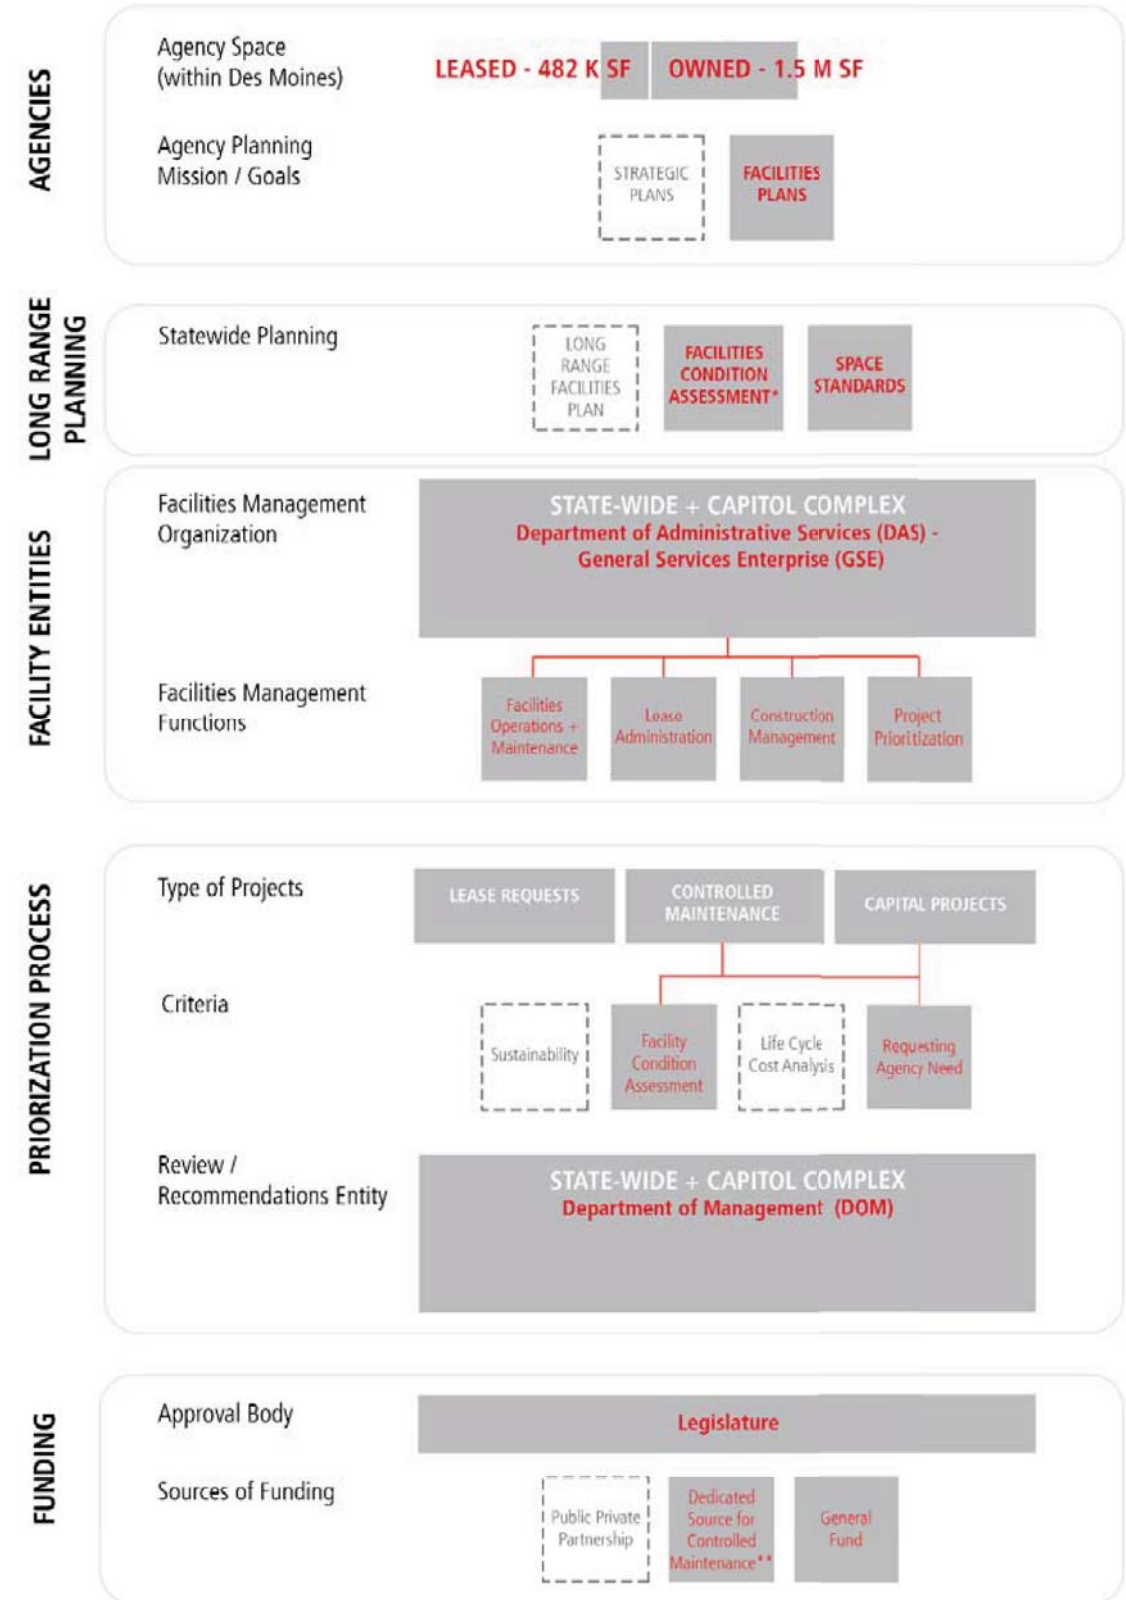 AGENCIES
Agency Space
(within Des Moines)
LEASED - 482 K SF
OWNED - 1.5 M SF
Agency Planning
Mission / Goals
STRATEGIC
PLANS
FACILITIES
PLANS
LONG RANGE
PLANNING
Statewide Planning
LONG
RANGE
FACILITIES
PLAN
FACILITIES
CONDITION
ASSESSMENT*
SPACE
STANDARDS
FACILITY ENTITIES
Facilities Management
Organization
STATE-WIDE + CAPITOL COMPLEX
Department of Administrative Services (DAS) -
General Services Enterprise (GSE)
Facilities Management
Functions
Facilities
Operations +
Maintenance
Lease
Administration
Construction
Management
Project
Prioritization
PRIORIZATION PROCESS
Type of Projects
LEASE REQUESTS
CONTROLLED
MAINTENANCE
CAPITAL PROJECTS
Criteria
Sustainability
Facility
Condition
Assessment
Life Cycle
Cost Analysis
Requesting
Agency Need
Review /
Recommendations Entity
STATE-WIDE + CAPITOL COMPLEX
Department of Management (DOM)
FUNDING
Approval Body
Legislature
Sources of Funding
Public Private
Partnership
Dedicated
Source for
Controlled
Maintenance**
General
Fund